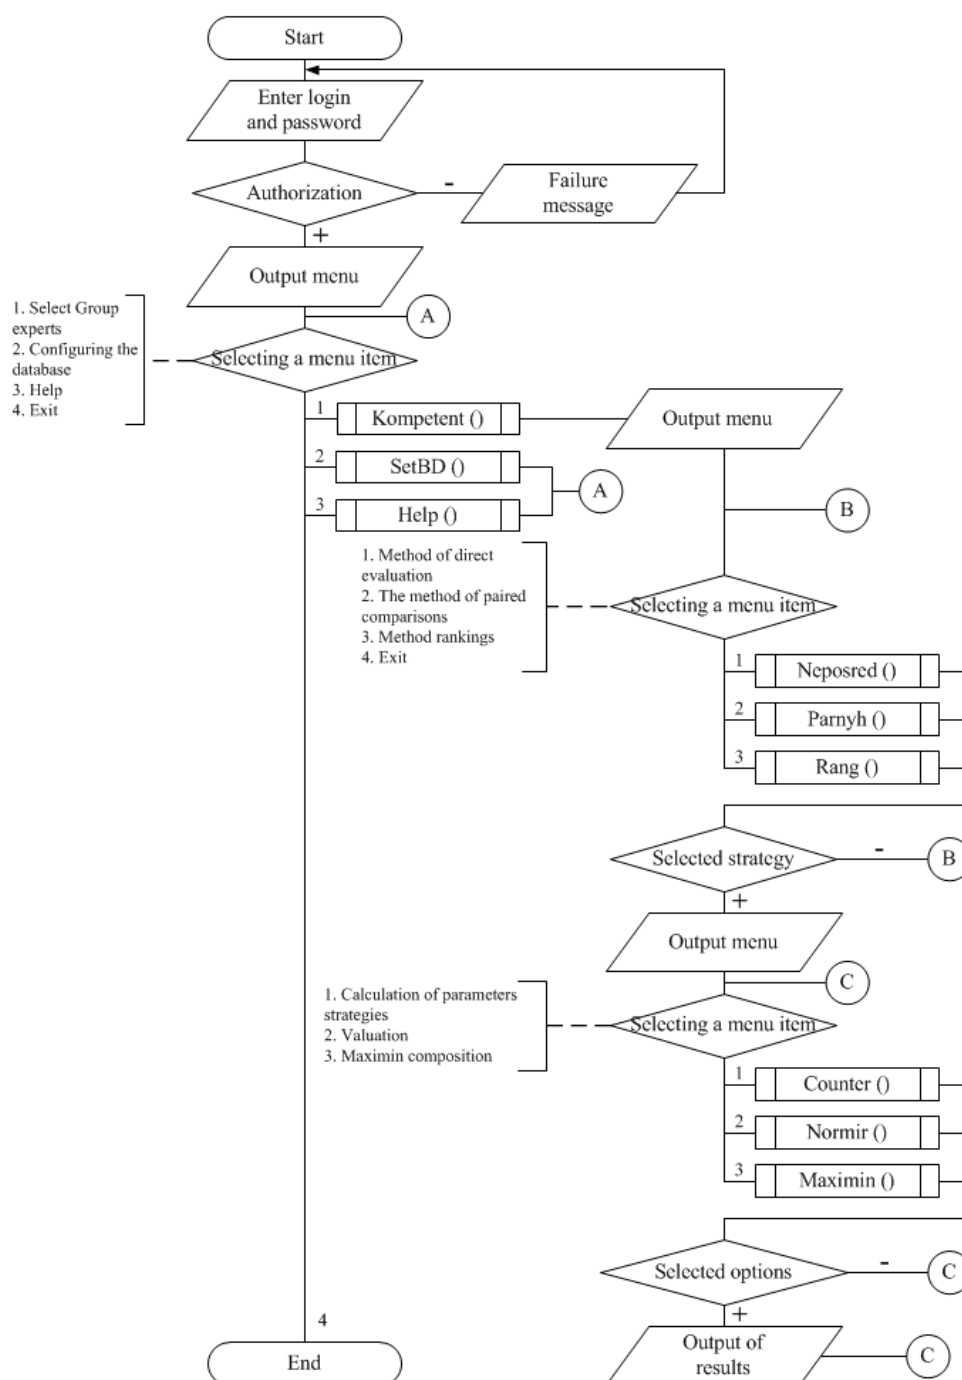 Start
Enter login
and password
Authorization
-
Failure
message
+
Output menu
A
1. Select Group
experts
2. Configuring the
database
3. Help
4. Exit
Selecting a menu item
1
Kompetent ()
Output menu
2
SetBD ()
A
3
Help ()
B
1. Method of direct
evaluation
2. The method of paired
comparisons
3. Method rankings
4. Exit
Selecting a menu item
1
Neposred ()
2
Parnyh ()
3
Rang ()
Selected strategy
-
B
+
Output menu
C
1. Calculation of parameters
strategies
2. Valuation
3. Maximin composition
Selecting a menu item
1
Counter ()
2
Normir ()
3
Maximin ()
Selected options
-
C
+
4
End
Output of
results
C